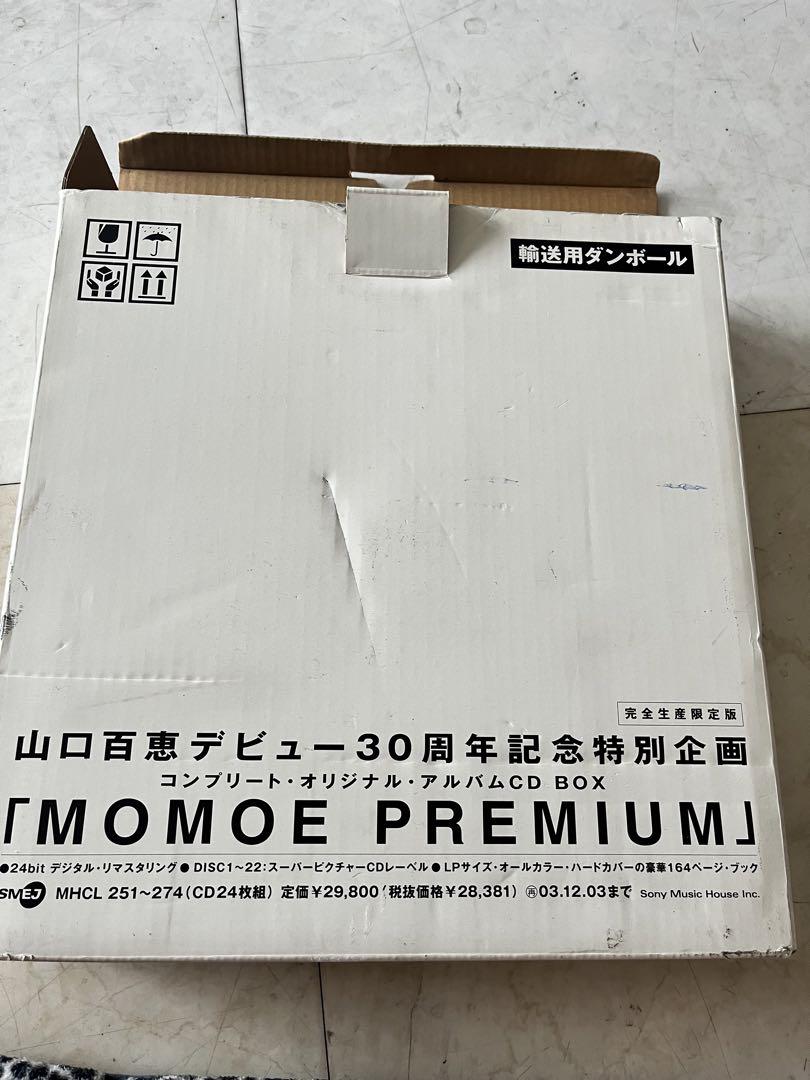 輸送用ダンボール
完全生産限定版
山口百恵デビュー30周年記念特別企画
コンプリート・オリジナル・アルバムCD BOX
「MOMOE PREMIUM」
●24bit デジタル・リマスタリング ● DISC1〜22:スーパーピクチャーCDレーベル ● LPサイズ・オールカラー・ハードカバーの豪華164ページ・ブック
SMEJ MHCL 251〜274(CD24枚組) 定価¥29,800(税抜価格¥28,381) ㊢03.12.03まで Sony Music House Inc.